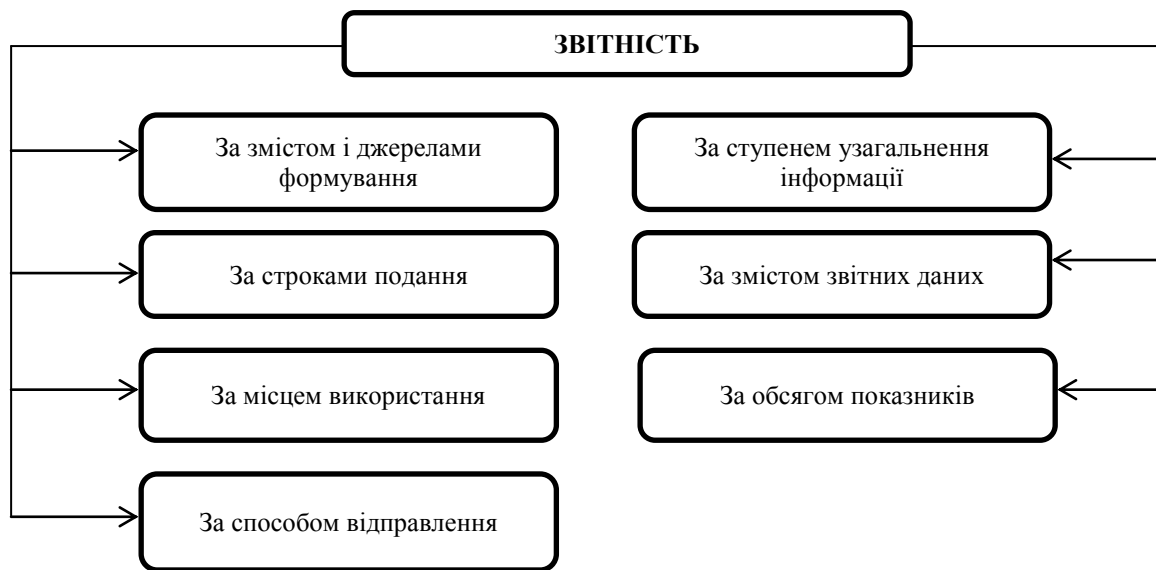 ЗВІТНІСТЬ
За змістом і джерелами
формування
За строками подання
За місцем використання
За способом відправлення
За ступенем узагальнення
інформації
За змістом звітних даних
За обсягом показників